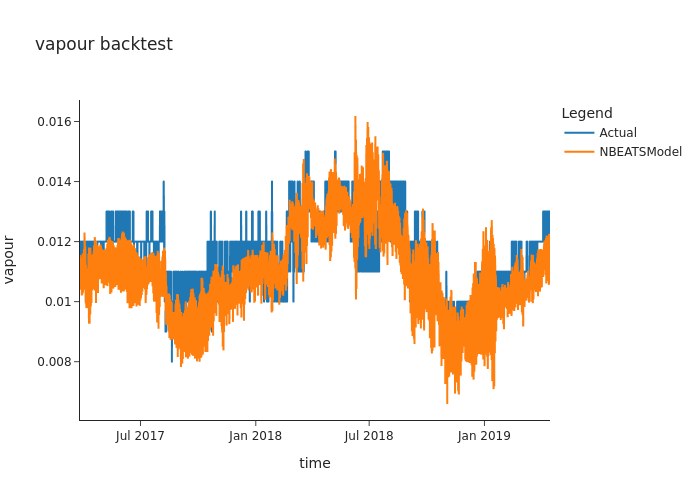 vapour backtest
Legend
Actual
NBEATSModel
vapour
0.016
0.014
0.012
0.01
0.008
Jul 2017
Jan 2018
Jul 2018
Jan 2019
time